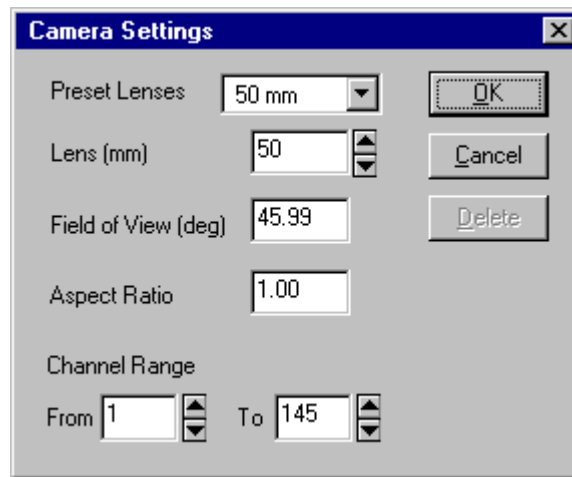 Camera Settings
Preset Lenses 50 mm OK
Lens (mm) 50 Cancel
Field of View (deg) 45.99 Delete
Aspect Ratio 1.00
Channel Range
From 1 To 145